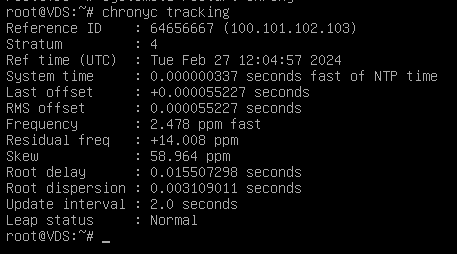 root@VDS:~# chronyc tracking
Reference ID    : 64656667 (100.101.102.103)
Stratum         : 4
Ref time (UTC)  : Tue Feb 27 12:04:57 2024
System time     : 0.000000337 seconds fast of NTP time
Last offset     : +0.000055227 seconds
RMS offset      : 0.000055227 seconds
Frequency       : 2.478 ppm fast
Residual freq   : +14.008 ppm
Skew            : 58.964 ppm
Root delay      : 0.015507298 seconds
Root dispersion : 0.003109011 seconds
Update interval : 2.0 seconds
Leap status     : Normal
root@VDS:~# _